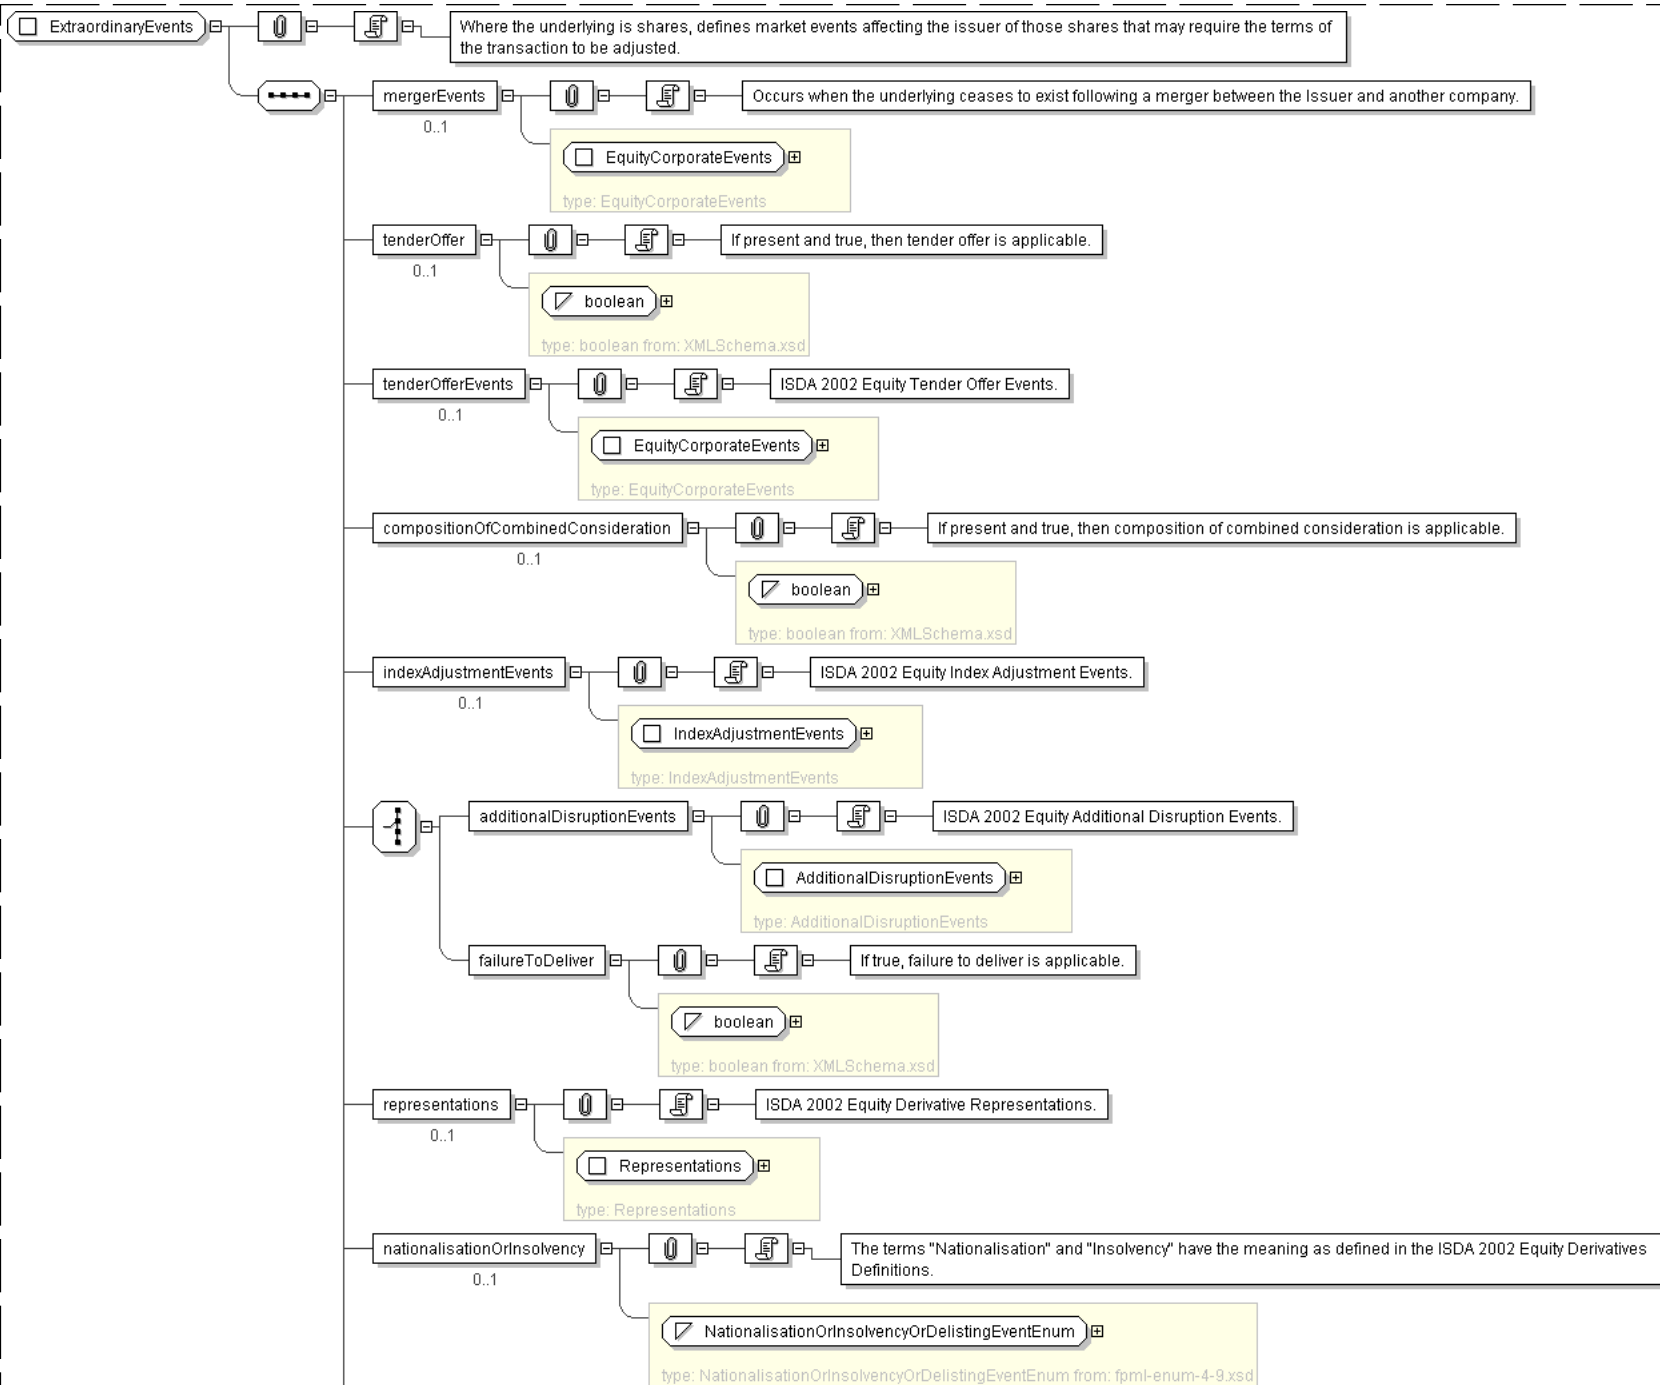 ExtraordinaryEvents
Where the underlying is shares, defines market events affecting the issuer of those shares that may require the terms of
the transaction to be adjusted.
mergerEvents
Occurs when the underlying ceases to exist following a merger between the Issuer and another company.
0..1
EquityCorporateEvents
type: EquityCorporateEvents
tenderOffer
If present and true, then tender offer is applicable.
0..1
boolean
type: boolean from: XMLSchema.xsd
tenderOfferEvents
ISDA 2002 Equity Tender Offer Events.
0..1
EquityCorporateEvents
type: EquityCorporateEvents
compositionOfCombinedConsideration
If present and true, then composition of combined consideration is applicable.
0..1
boolean
type: boolean from: XMLSchema.xsd
indexAdjustmentEvents
ISDA 2002 Equity Index Adjustment Events.
0..1
IndexAdjustmentEvents
type: IndexAdjustmentEvents
additionalDisruptionEvents
ISDA 2002 Equity Additional Disruption Events.
AdditionalDisruptionEvents
type: AdditionalDisruptionEvents
failureToDeliver
If true, failure to deliver is applicable.
boolean
type: boolean from: XMLSchema.xsd
representations
ISDA 2002 Equity Derivative Representations.
0..1
Representations
type: Representations
nationalisationOrInsolvency
The terms "Nationalisation" and "Insolvency" have the meaning as defined in the ISDA 2002 Equity Derivatives
Definitions.
0..1
NationalisationOrInsolvencyOrDelistingEventEnum
type: NationalisationOrInsolvencyOrDelistingEventEnum from: fpml-enum-4-9.xsd